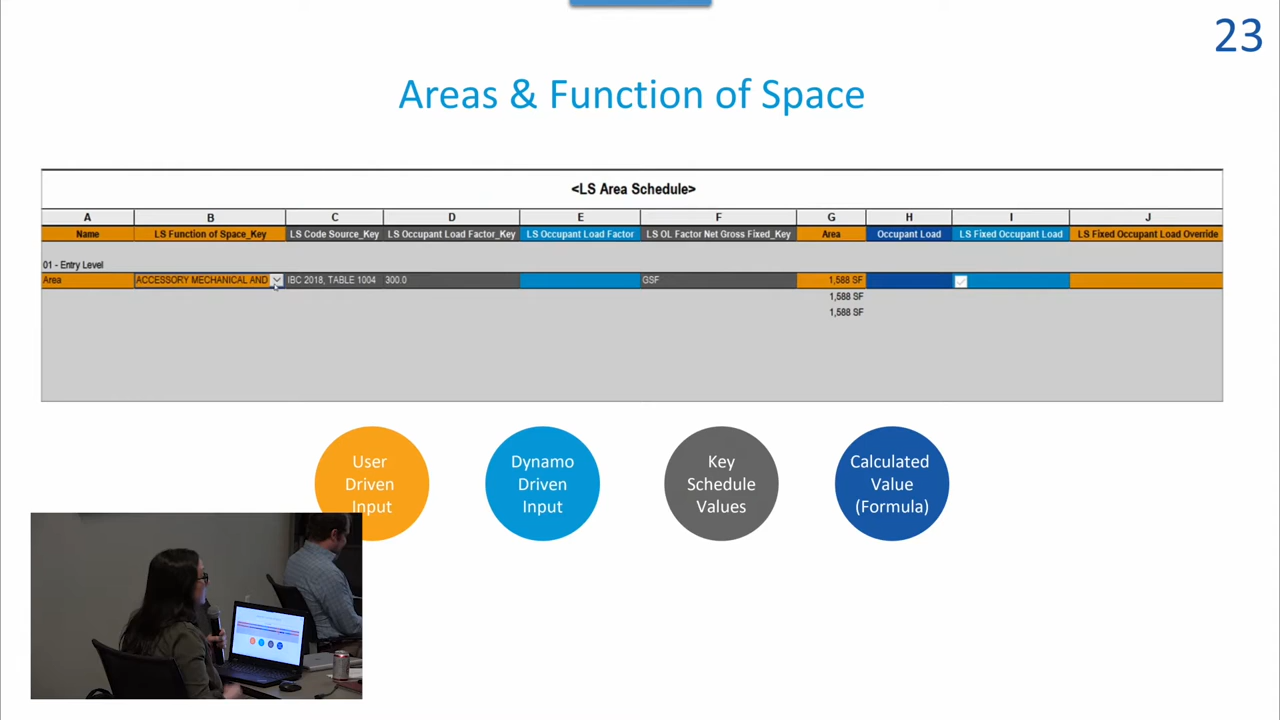 23
Areas & Function of Space
<LS Area Schedule>
A B C D E F G H I J
Name LS Function of Space_Key LS Code Source_Key LS Occupant Load Factor_Key LS Occupant Load Factor LS OL Factor Net Gross Fixed_Key Area Occupant Load LS Fixed Occupant Load LS Fixed Occupant Load Override
01 - Entry Level
Area ACCESSORY MECHANICAL AND IBC 2018, TABLE 1004 300.0 GSF 1,588 SF
1,588 SF
1,588 SF
User
Driven
Input
Dynamo
Driven
Input
Key
Schedule
Values
Calculated
Value
(Formula)